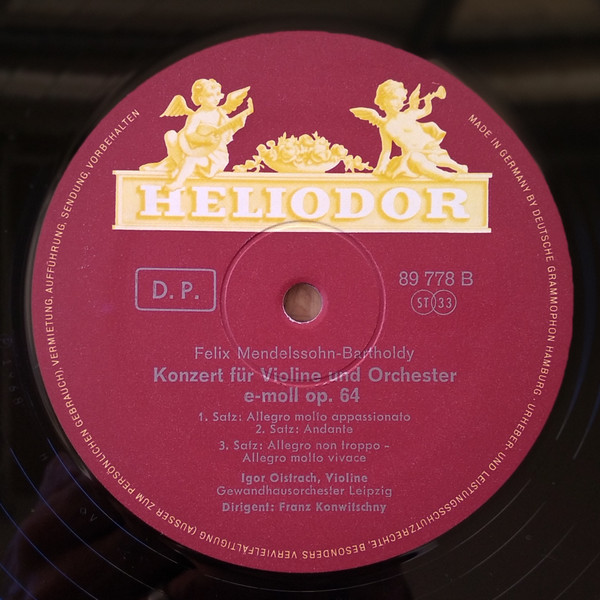 HELIODOR
D. P.
89 778 B
ST 33
Felix Mendelssohn-Bartholdy
Konzert für Violine und Orchester
e-moll op. 64
1. Satz: Allegro molto appassionato
2. Satz: Andante
3. Satz: Allegro non troppo –
Allegro molto vivace
Igor Oistrach, Violine
Gewandhausorchester Leipzig
Dirigent: Franz Konwitschny
MADE IN GERMANY BY DEUTSCHE GRAMMOPHON HAMBURG · URHEBER- UND LEISTUNGSSCHUTZRECHTE, BESONDERS VERVIELFÄLTIGUNG (AUSSER ZUM PERSÖNLICHEN GEBRAUCH), VERMIETUNG, AUFFÜHRUNG, SENDUNG, VORBEHALTEN